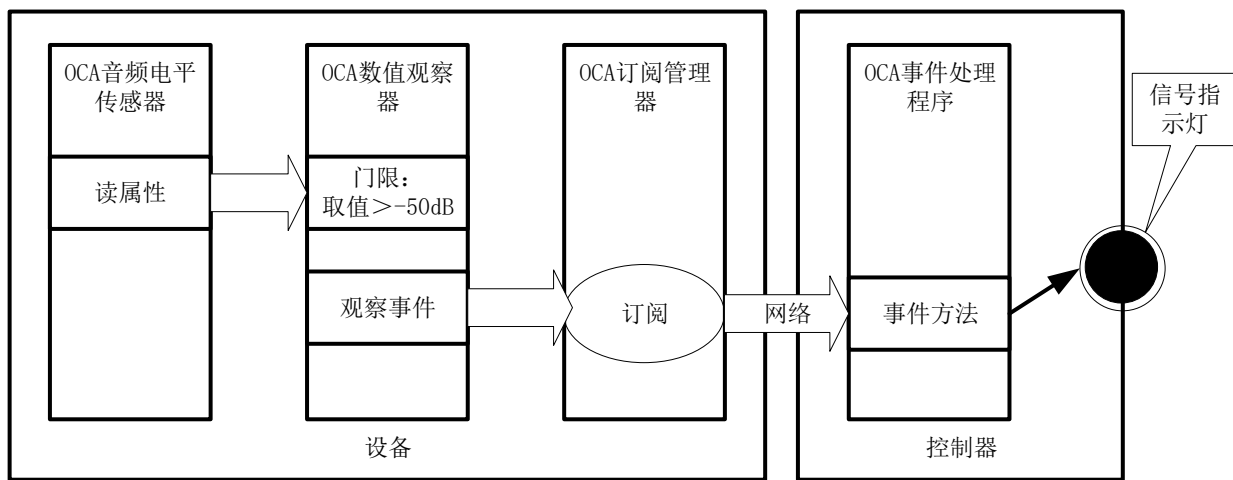 OCA音频电平
传感器
读属性
OCA数值观察
器
门限：
取值＞-50dB
观察事件
OCA订阅管理
器
订阅
设备
网络
OCA事件处理
程序
事件方法
控制器
信号指
示灯